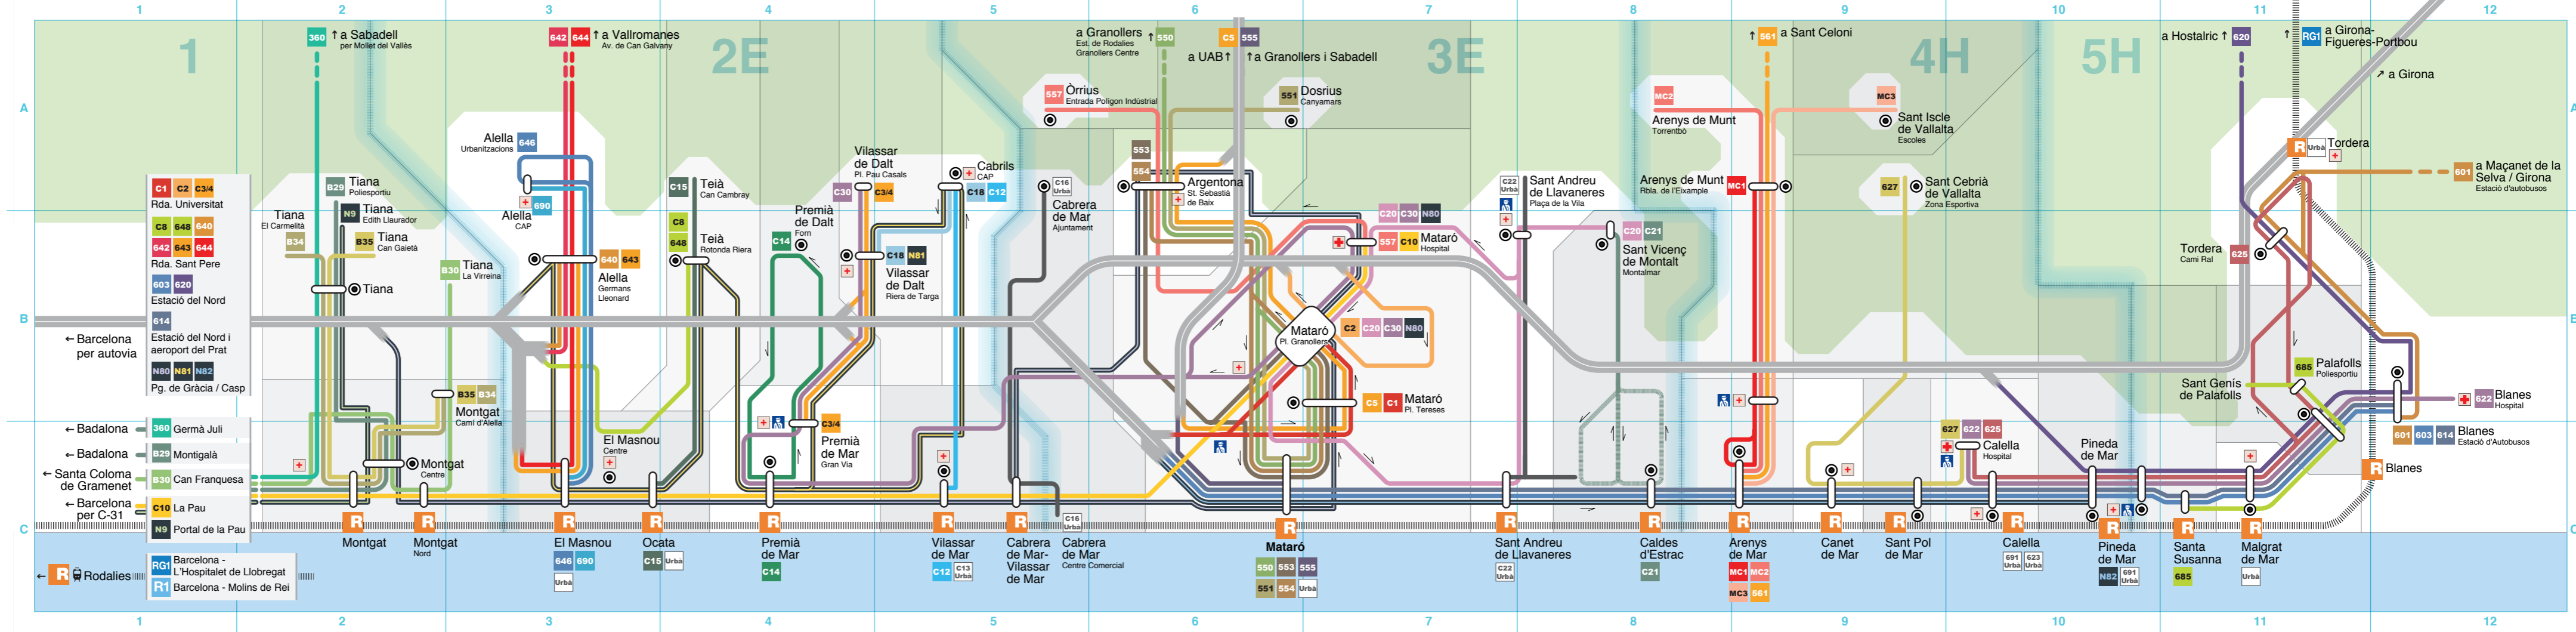 1 2 3 4 5 6 7 8 9 10 11 12
A
B
C
1
2E
3E
4H
5H
360 ↑ a Sabadell
per Mollet del Vallès
642 644 ↑ a Vallromanes
Av. de Can Galvany
a Granollers ↑ 550
Est. de Rodalies
Granollers Centre
C5 555
a UAB ↑ ↑ a Granollers i Sabadell
↑ 561 a Sant Celoni
a Hostalric ↑ 620
↑ RG1 a Girona-
Figueres-Portbou
↗ a Girona
557 Òrrius
Entrada Polígon Indústrial
551 Dosrius
Canyamars
MC2
Arenys de Munt
Torrentbò
MC3
Sant Iscle
de Vallalta
Escoles
C1 C2 C3/4
Rda. Universitat
C8 648 640
642 643 644
Rda. Sant Pere
603 620
Estació del Nord
614
Estació del Nord i
aeroport del Prat
N80 N81 N82
Pg. de Gràcia / Casp
← Barcelona
per autovia
B29 Tiana
Poliesportiu
N9 Tiana
Edith Llaurador
Tiana
El Carmelità
B34
B35 Tiana
Can Gaietà
Tiana
B30 Tiana
La Virreina
Alella 646
Urbanitzacions
690
Alella
CAP
640 643
Alella
Germans
Lleonard
C15 Teià
Can Cambray
C8
648 Teià
Rotonda Riera
Premià
de Dalt
Forn
C14
Vilassar
de Dalt
Pl. Pau Casals
C30 C3/4
Cabrils
CAP
C18 C12
C18 N81
Vilassar
de Dalt
Riera de Targa
C16
Urbà
Cabrera
de Mar
Ajuntament
553
554
Argentona
St. Sebastià
de Baix
C20 C30 N80
557 C10 Mataró
Hospital
Mataró
Pl. Granollers
C2 C20 C30 N80
C5 C1 Mataró
Pl. Tereses
C22
Urbà
Sant Andreu
de Llavaneres
Plaça de la Vila
C20 C21
Sant Vicenç
de Montalt
Montalmar
Arenys de Munt MC1
Rbla. de l'Eixample
627 Sant Cebrià
de Vallalta
Zona Esportiva
R Urbà Tordera
a Maçanet de la
Selva / Girona
Estació d'autobusos
601
Tordera
Camí Ral
625
685 Palafolls
Poliesportiu
Sant Genís
de Palafolls
622 Blanes
Hospital
601 603 614 Blanes
Estació d'Autobusos
R Blanes
B35 B34
Montgat
Camí d'Alella
Montgat
Centre
El Masnou
Centre
C3/4
Premià
de Mar
Gran Via
627 622 625
Calella
Hospital
Pineda
de Mar
← Badalona 360 Germà Juli
← Badalona B29 Montigalà
← Santa Coloma
de Gramenet B30 Can Franquesa
← Barcelona
per C-31
C10 La Pau
N9 Portal de la Pau
← R Rodalies
RG1 Barcelona -
L'Hospitalet de Llobregat
R1 Barcelona - Molins de Rei
R
Montgat
R
Montgat
Nord
R
El Masnou
646 690
Urbà
R
Ocata
C15 Urbà
R
Premià
de Mar
C14
R
Vilassar
de Mar
C12 C13
Urbà
R
Cabrera
de Mar-
Vilassar
de Mar
C16
Urbà
Cabrera
de Mar
Centre Comercial
R
Mataró
550 553 555
551 554 Urbà
R
Sant Andreu
de Llavaneres
C22
Urbà
R
Caldes
d'Estrac
C21
R
Arenys
de Mar
MC1 MC2
MC3 561
R
Canet
de Mar
R
Sant Pol
de Mar
R
Calella
691 623
Urbà Urbà
R
Pineda
de Mar
N82 691
Urbà
R
Santa
Susanna
685
R
Malgrat
de Mar
Urbà
1 2 3 4 5 6 7 8 9 10 11 12